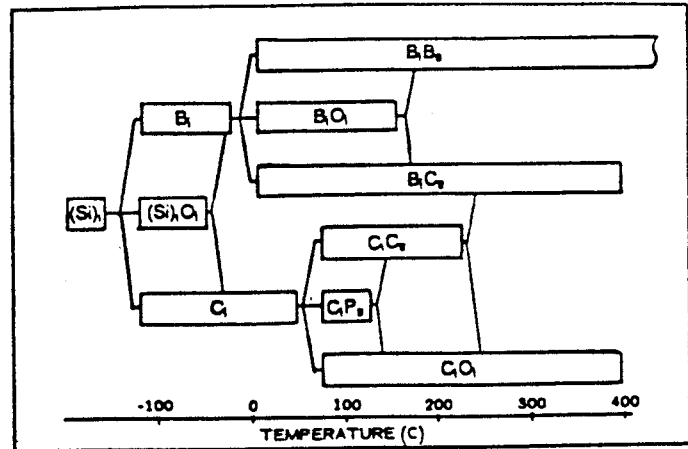 BᵢBₛ
Bᵢ
BᵢOᵢ
BᵢCₛ
(Si)ᵢ
(Si)ᵢOᵢ
CᵢCₛ
Cᵢ
CᵢPₛ
CᵢOᵢ
-100 0 100 200 300 400
TEMPERATURE (C)